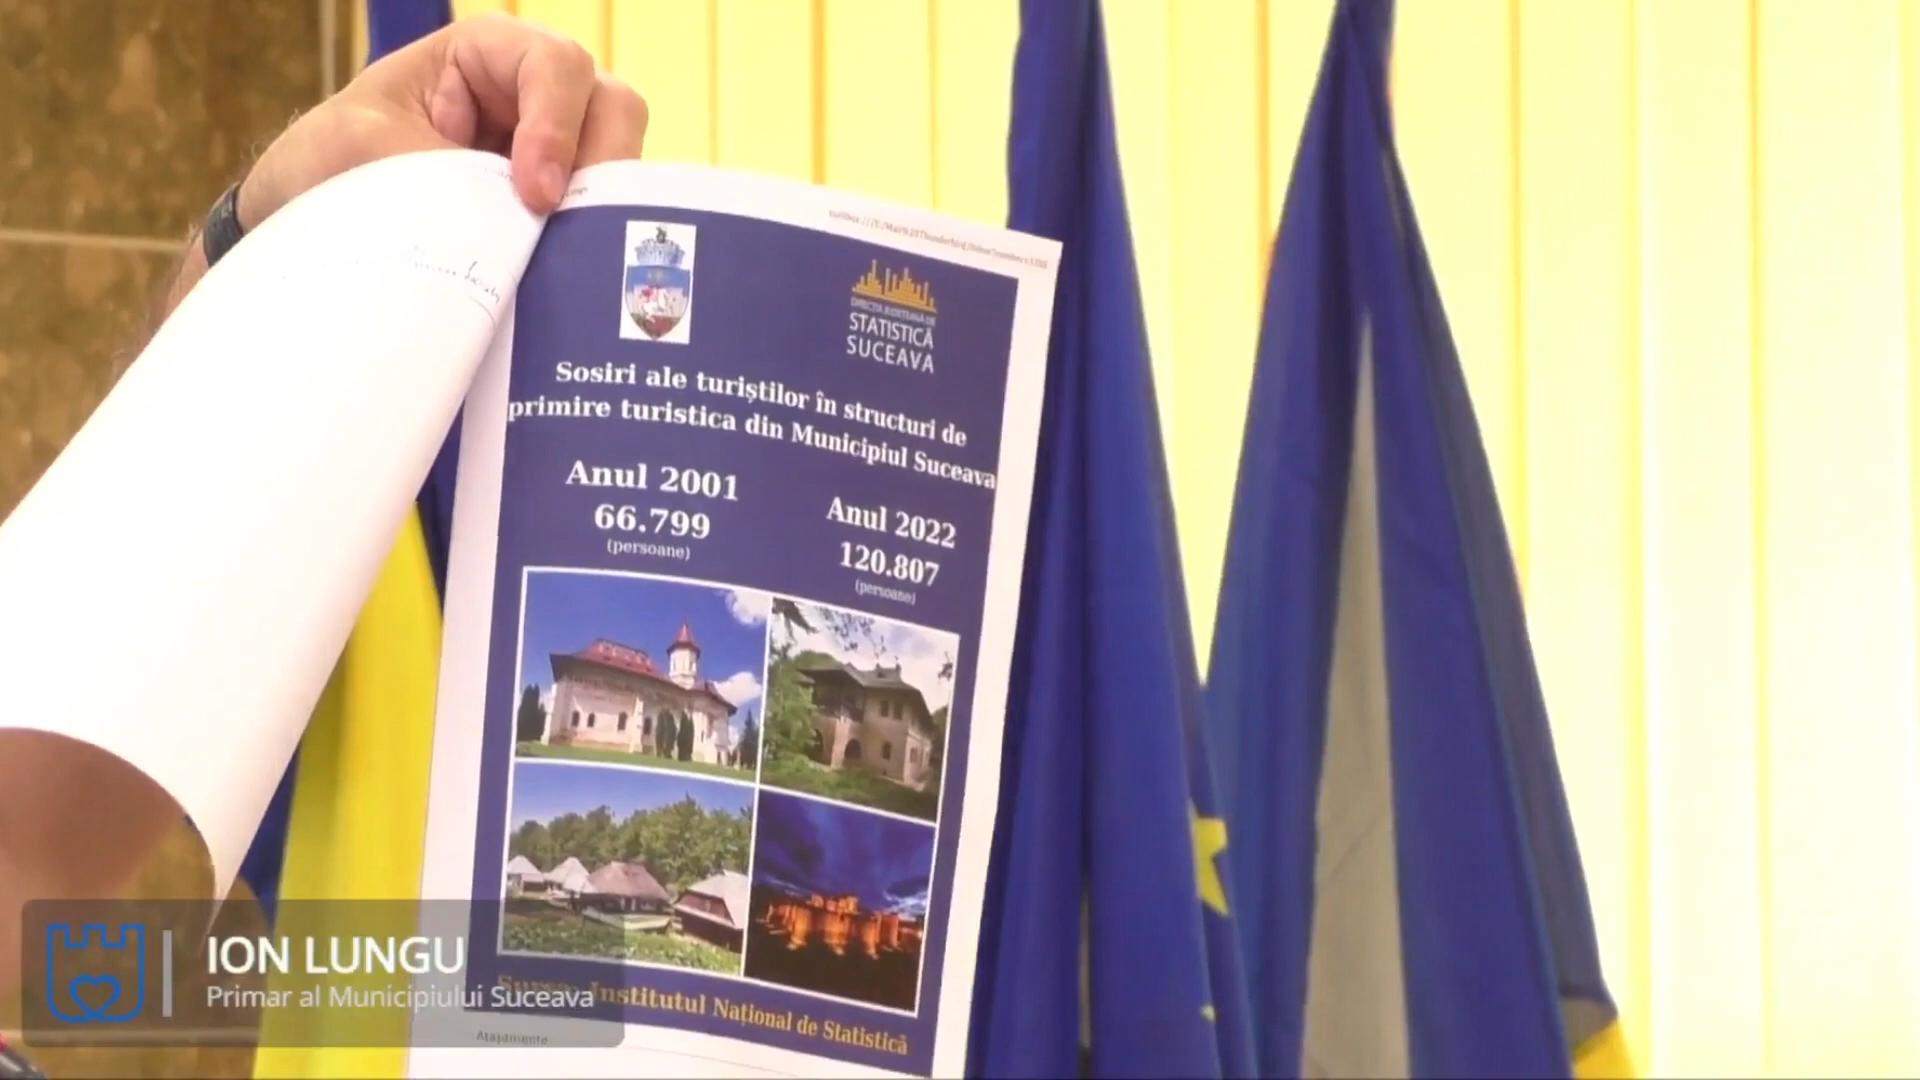 DIRECȚIA JUDEȚEANĂ DE
STATISTICĂ
SUCEAVA
Sosiri ale turiștilor în structuri de
primire turistica din Municipiul Suceava
Anul 2001
66.799
(persoane)
Anul 2022
120.807
(persoane)
Sursa: Institutul Național de Statistică
Atașamente
ION LUNGU
Primar al Municipiului Suceava